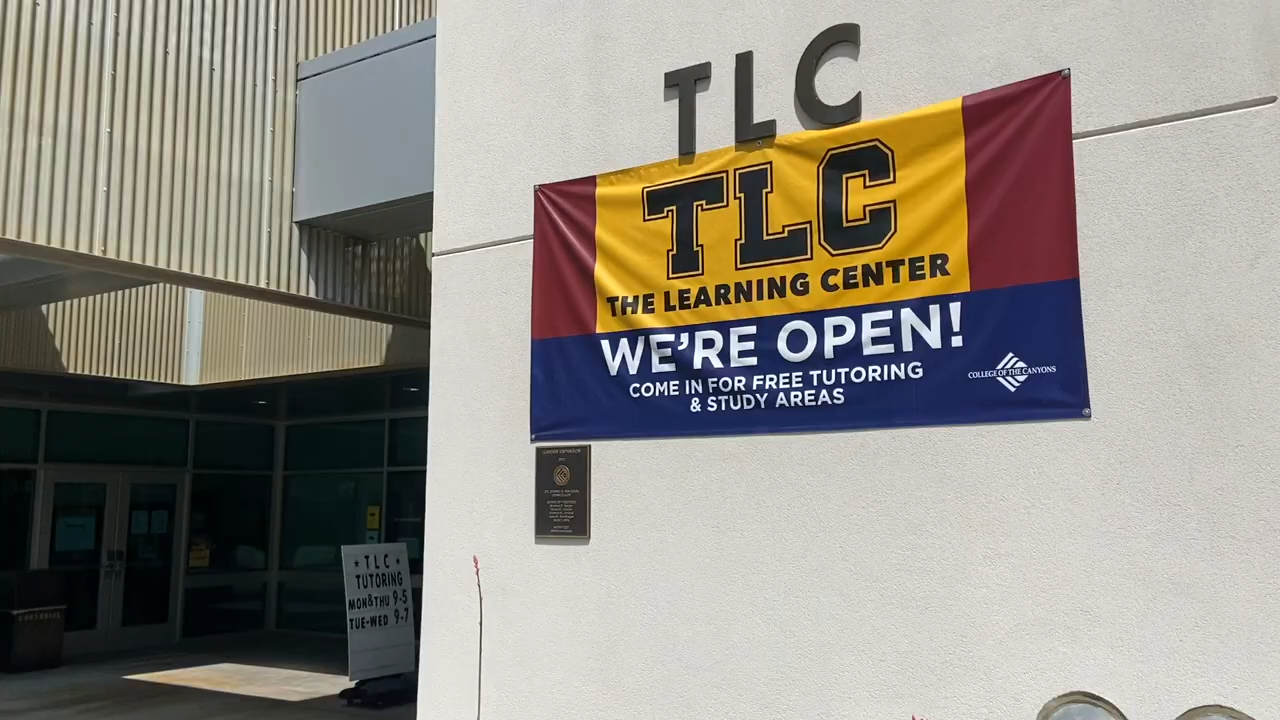 TLC
TLC
THE LEARNING CENTER
WE'RE OPEN!
COME IN FOR FREE TUTORING
& STUDY AREAS
COLLEGE OF THE CANYONS
★ TLC ★
TUTORING
MON&THU 9-5
TUE-WED 9-7